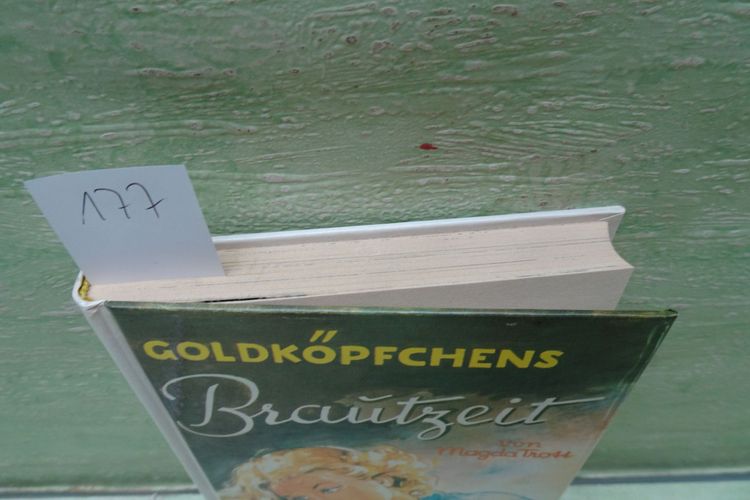 177
GOLDKÖPFCHENS
Brautzeit
von
Magda Trott